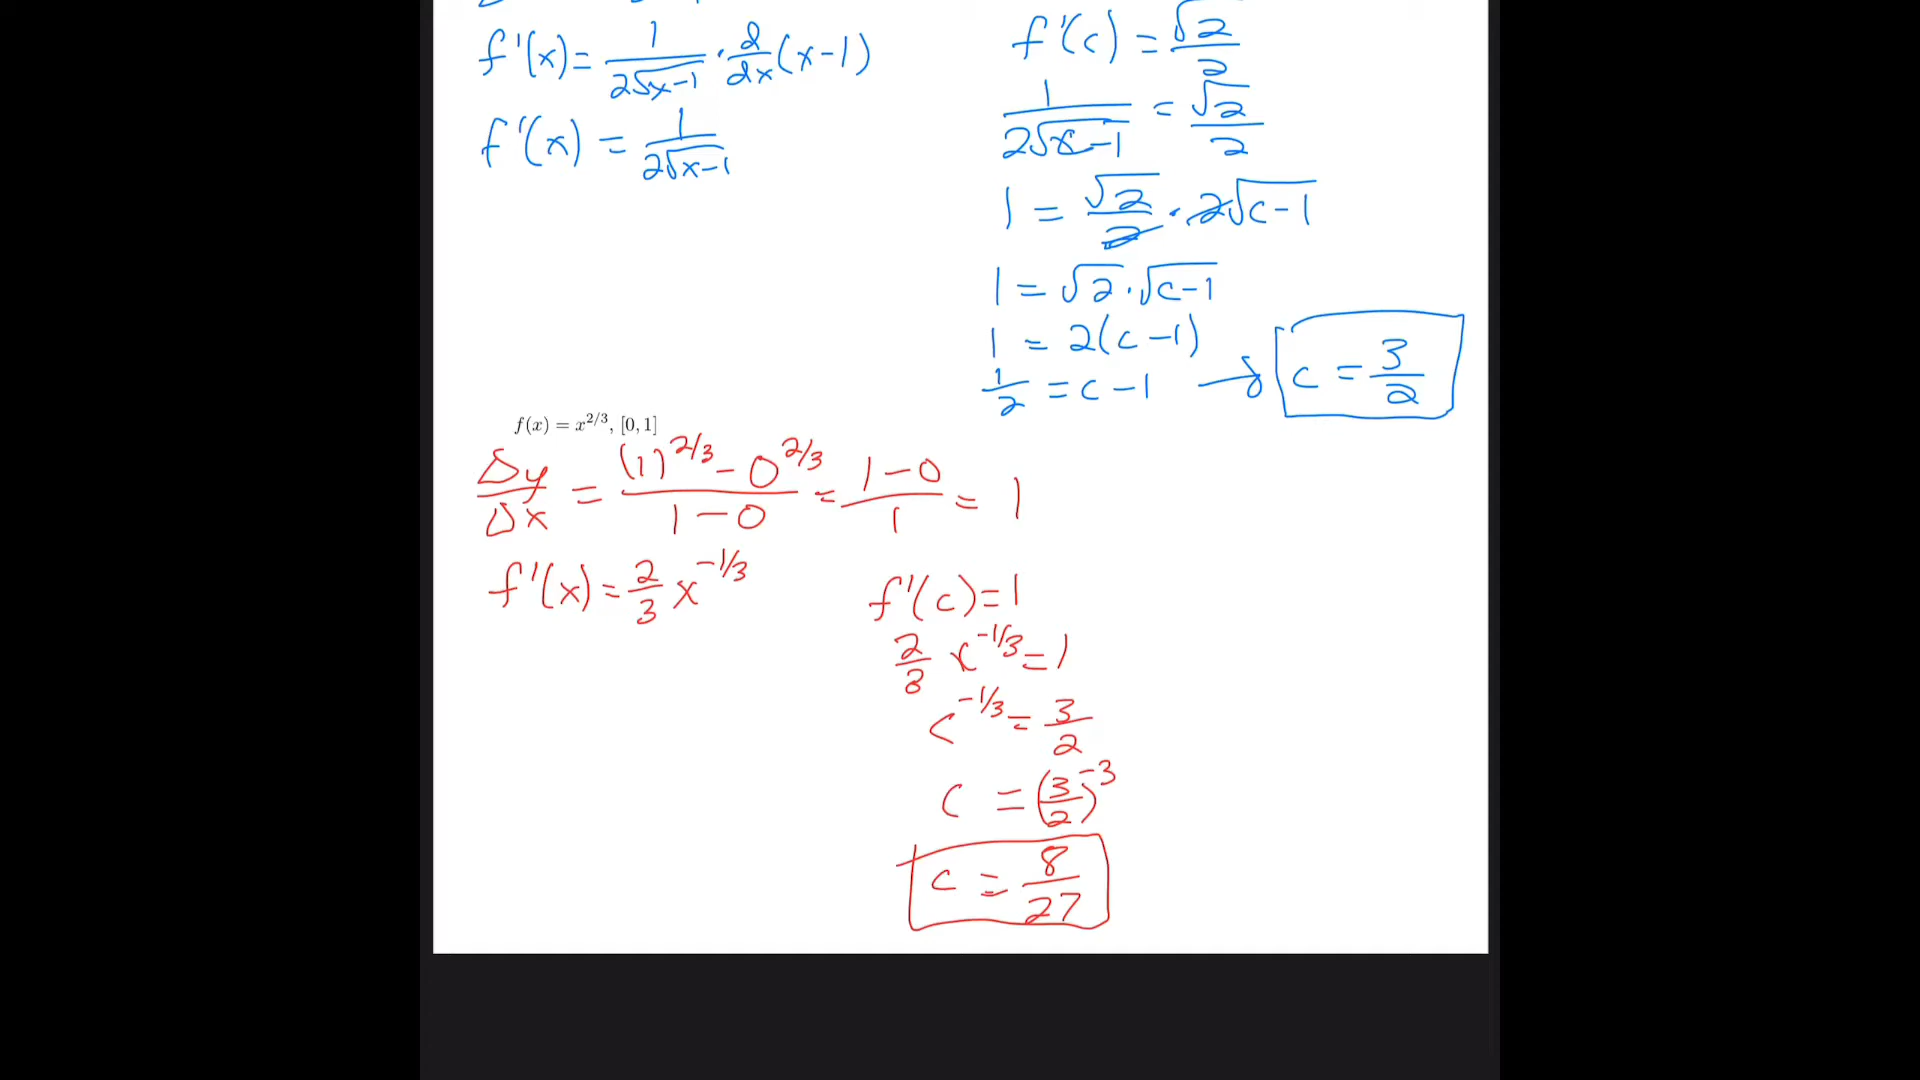 f'(x) = 1/(2√(x-1)) · d/dx (x-1)
f'(x) = 1/(2√(x-1))
f'(c) = √2/2
1/(2√(c-1)) = √2/2
1 = √2/2 · 2√(c-1)
1 = √2 · √(c-1)
1 = 2(c-1)
1/2 = c-1 → c = 3/2
f(x) = x^{2/3}, [0, 1]
Δy/Δx = ((1)^{2/3} - 0^{2/3})/(1-0) = (1-0)/1 = 1
f'(x) = 2/3 x^{-1/3}
f'(c) = 1
2/3 x^{-1/3} = 1
c^{-1/3} = 3/2
c = (3/2)^{-3}
c = 8/27